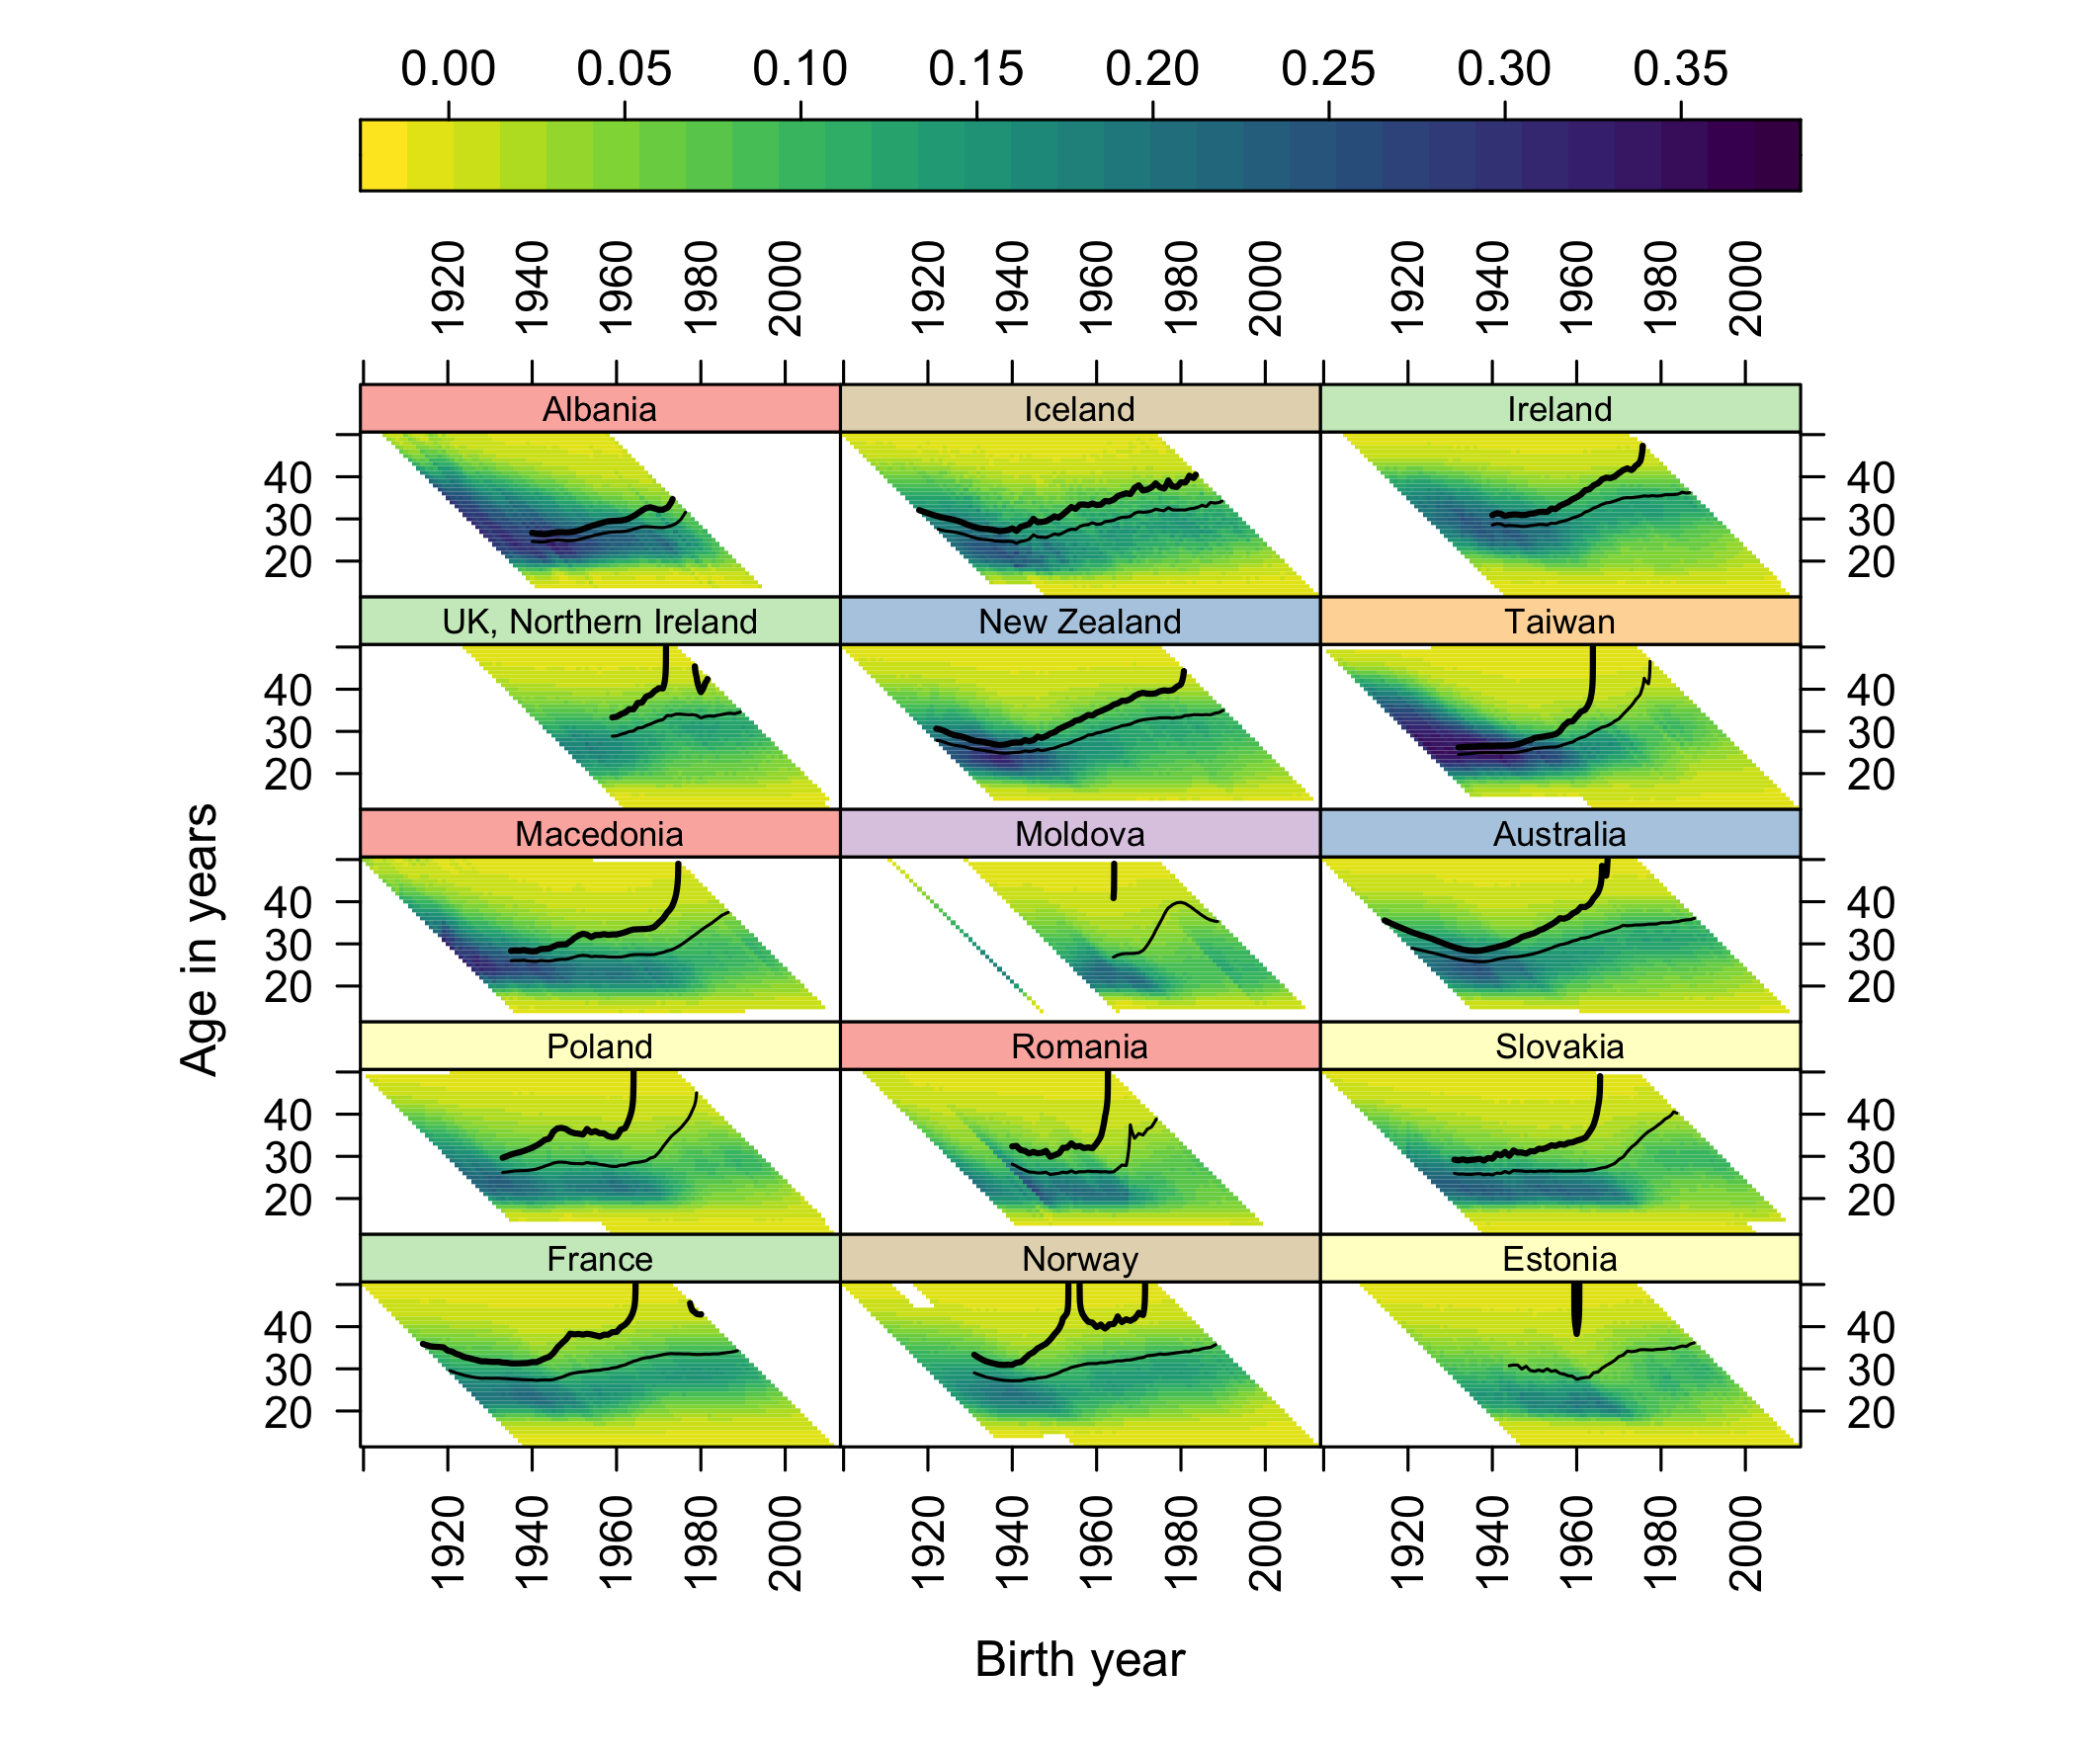 0.00 0.05 0.10 0.15 0.20 0.25 0.30 0.35
1920 1940 1960 1980 2000 1920 1940 1960 1980 2000 1920 1940 1960 1980 2000
Albania Iceland Ireland
40 40
30 30
20 20
UK, Northern Ireland New Zealand Taiwan
40 40
30 30
20 20
Macedonia Moldova Australia
40 40
30 30
20 20
Poland Romania Slovakia
40 40
30 30
20 20
France Norway Estonia
40 40
30 30
20 20
Age in years
1920 1940 1960 1980 2000 1920 1940 1960 1980 2000 1920 1940 1960 1980 2000
Birth year